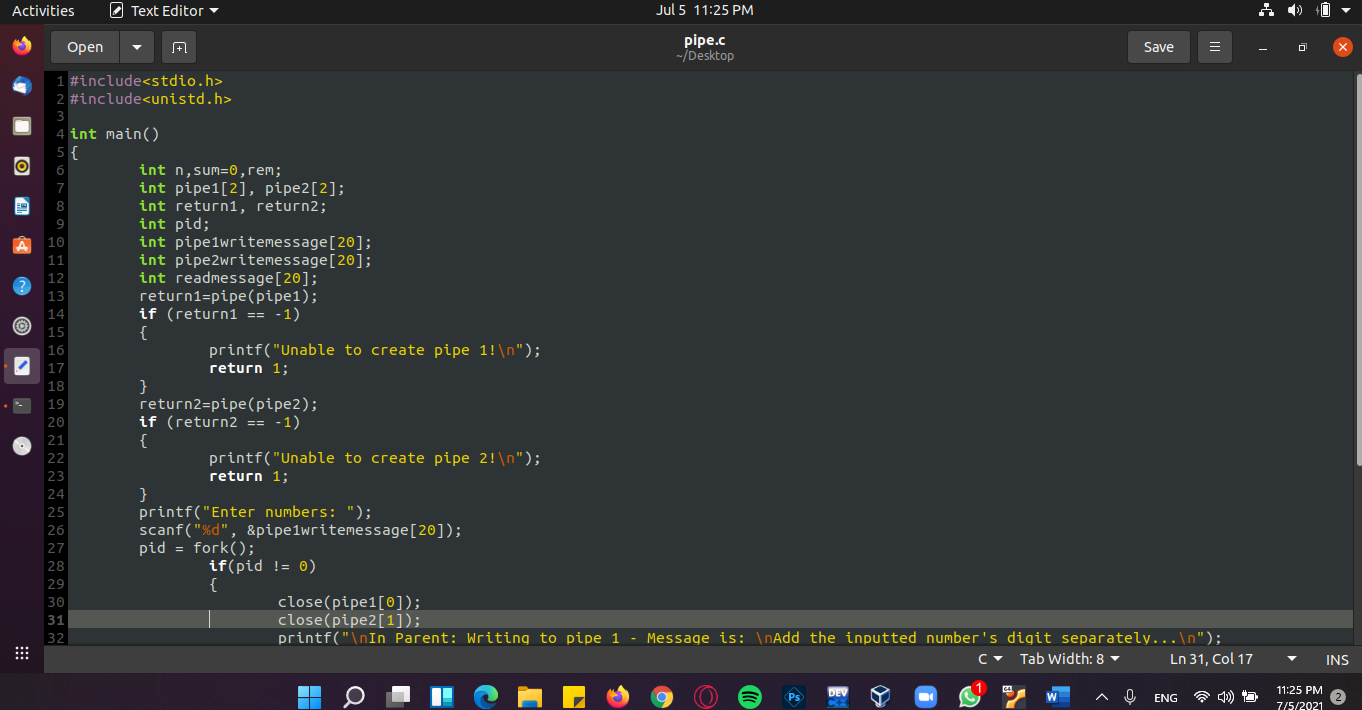 Activities Text Editor Jul 5 11:25 PM
Open pipe.c Save
~/Desktop
1 #include<stdio.h>
2 #include<unistd.h>
3
4 int main()
5 {
6 int n,sum=0,rem;
7 int pipe1[2], pipe2[2];
8 int return1, return2;
9 int pid;
10 int pipe1writemessage[20];
11 int pipe2writemessage[20];
12 int readmessage[20];
13 return1=pipe(pipe1);
14 if (return1 == -1)
15 {
16 printf("Unable to create pipe 1!\n");
17 return 1;
18 }
19 return2=pipe(pipe2);
20 if (return2 == -1)
21 {
22 printf("Unable to create pipe 2!\n");
23 return 1;
24 }
25 printf("Enter numbers: ");
26 scanf("%d", &pipe1writemessage[20]);
27 pid = fork();
28 if(pid != 0)
29 {
30 close(pipe1[0]);
31 close(pipe2[1]);
32 printf("\nIn Parent: Writing to pipe 1 - Message is: \nAdd the inputted number's digit separately...\n");
C Tab Width: 8 Ln 31, Col 17 INS
Ps DEV W 1 ENG 11:25 PM 2
7/5/2021